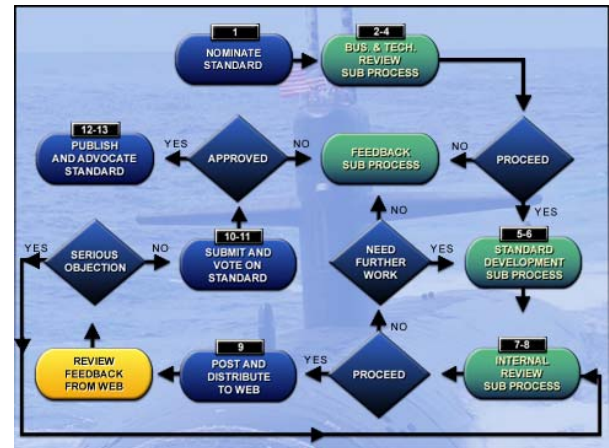 1
NOMINATE
STANDARD
2-4
BUS. & TECH.
REVIEW
SUB PROCESS
12-13
PUBLISH
AND ADVOCATE
STANDARD
YES
APPROVED
NO
FEEDBACK
SUB PROCESS
NO
PROCEED
YES
YES
SERIOUS
OBJECTION
NO
10-11
SUBMIT AND
VOTE ON
STANDARD
NO
NEED
FURTHER
WORK
YES
5-6
STANDARD
DEVELOPMENT
SUB PROCESS
REVIEW
FEEDBACK
FROM WEB
9
POST AND
DISTRIBUTE
TO WEB
YES
NO
PROCEED
7-8
INTERNAL
REVIEW
SUB PROCESS